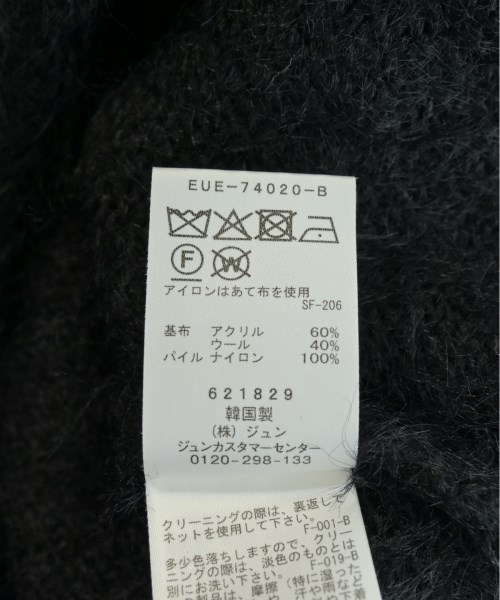 EUE-74020-B
F
W
アイロンはあて布を使用
SF-206
基布 アクリル 60%
ウール 40%
パイル ナイロン 100%
621829
韓国製
(株) ジュン
ジュンカスタマーセンター
0120-298-133
クリーニングの際は、裏返して
ネットを使用して下さい。
F-001-B
多少色落ちしますので、クリー
ニングの際は、淡色のものとは
別にお洗い下さい。 F-019-B